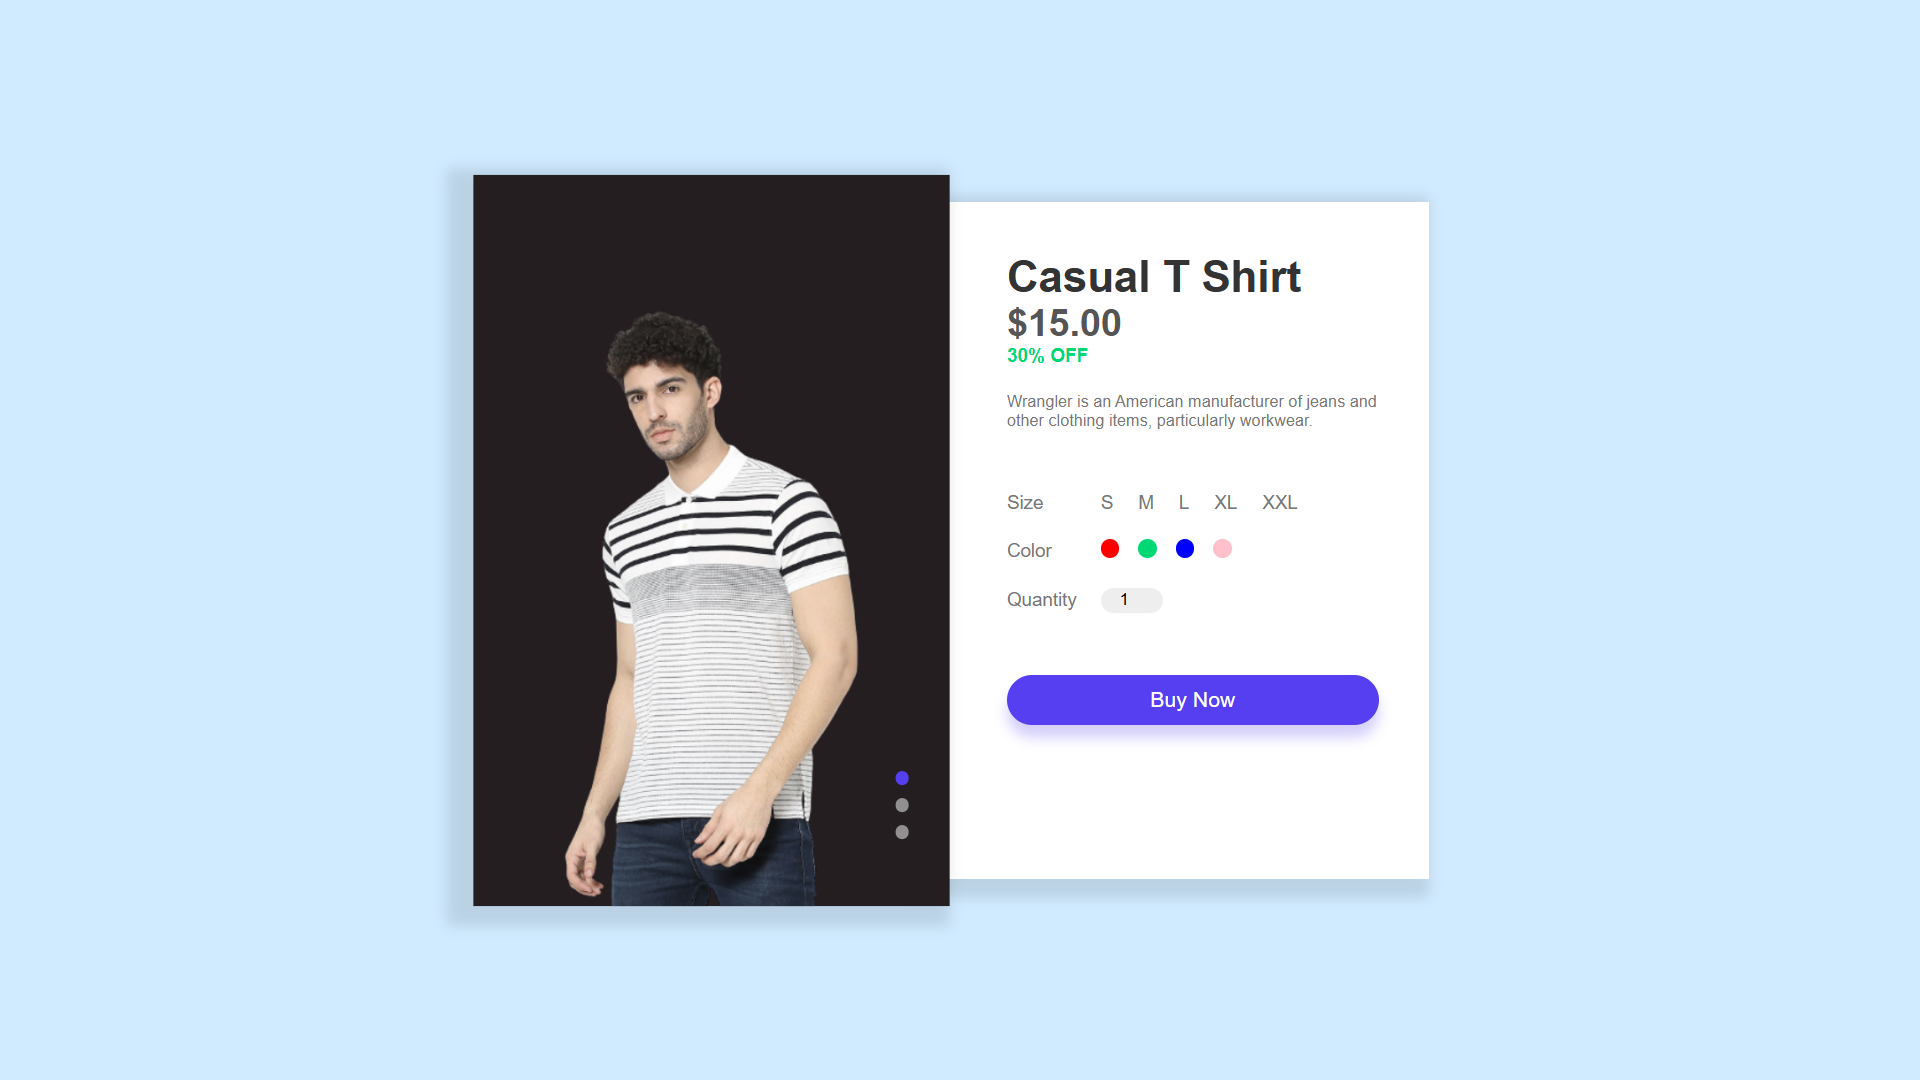 Casual T Shirt
$15.00
30% OFF
Wrangler is an American manufacturer of jeans and
other clothing items, particularly workwear.
Size S M L XL XXL
Color
Quantity 1
Buy Now